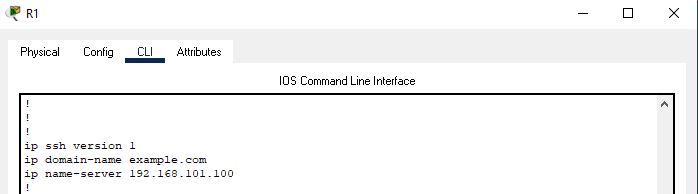 R1
Physical Config CLI Attributes
IOS Command Line Interface
!
!
!
ip ssh version 1
ip domain-name example.com
ip name-server 192.168.101.100
!